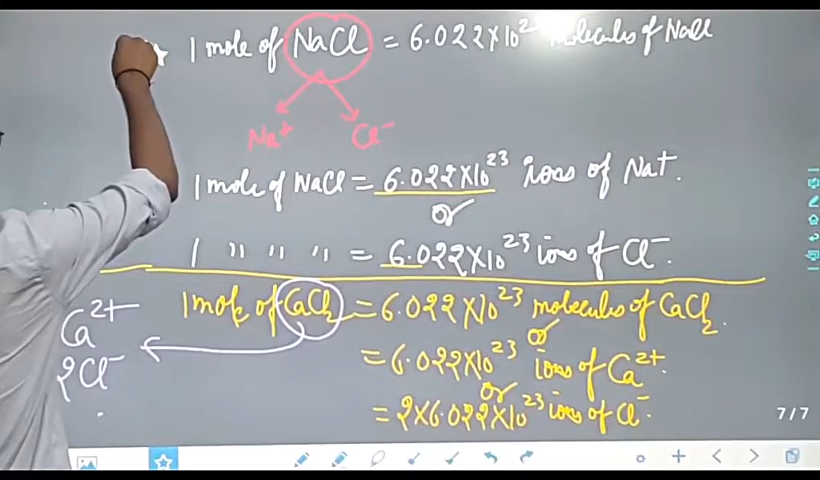 1 mole of NaCl = 6.022×10² molecules of NaCl
Na⁺ Cl⁻
1 mole of NaCl = 6.022×10²³ ions of Na⁺.
or
1 " " " = 6.022×10²³ ions of Cl⁻.
1 mole of CaCl₂ = 6.022×10²³ molecules of CaCl₂.
or
Ca²⁺
= 6.022×10²³ ions of Ca²⁺.
2Cl⁻
or
= 2×6.022×10²³ ions of Cl⁻.
7/7